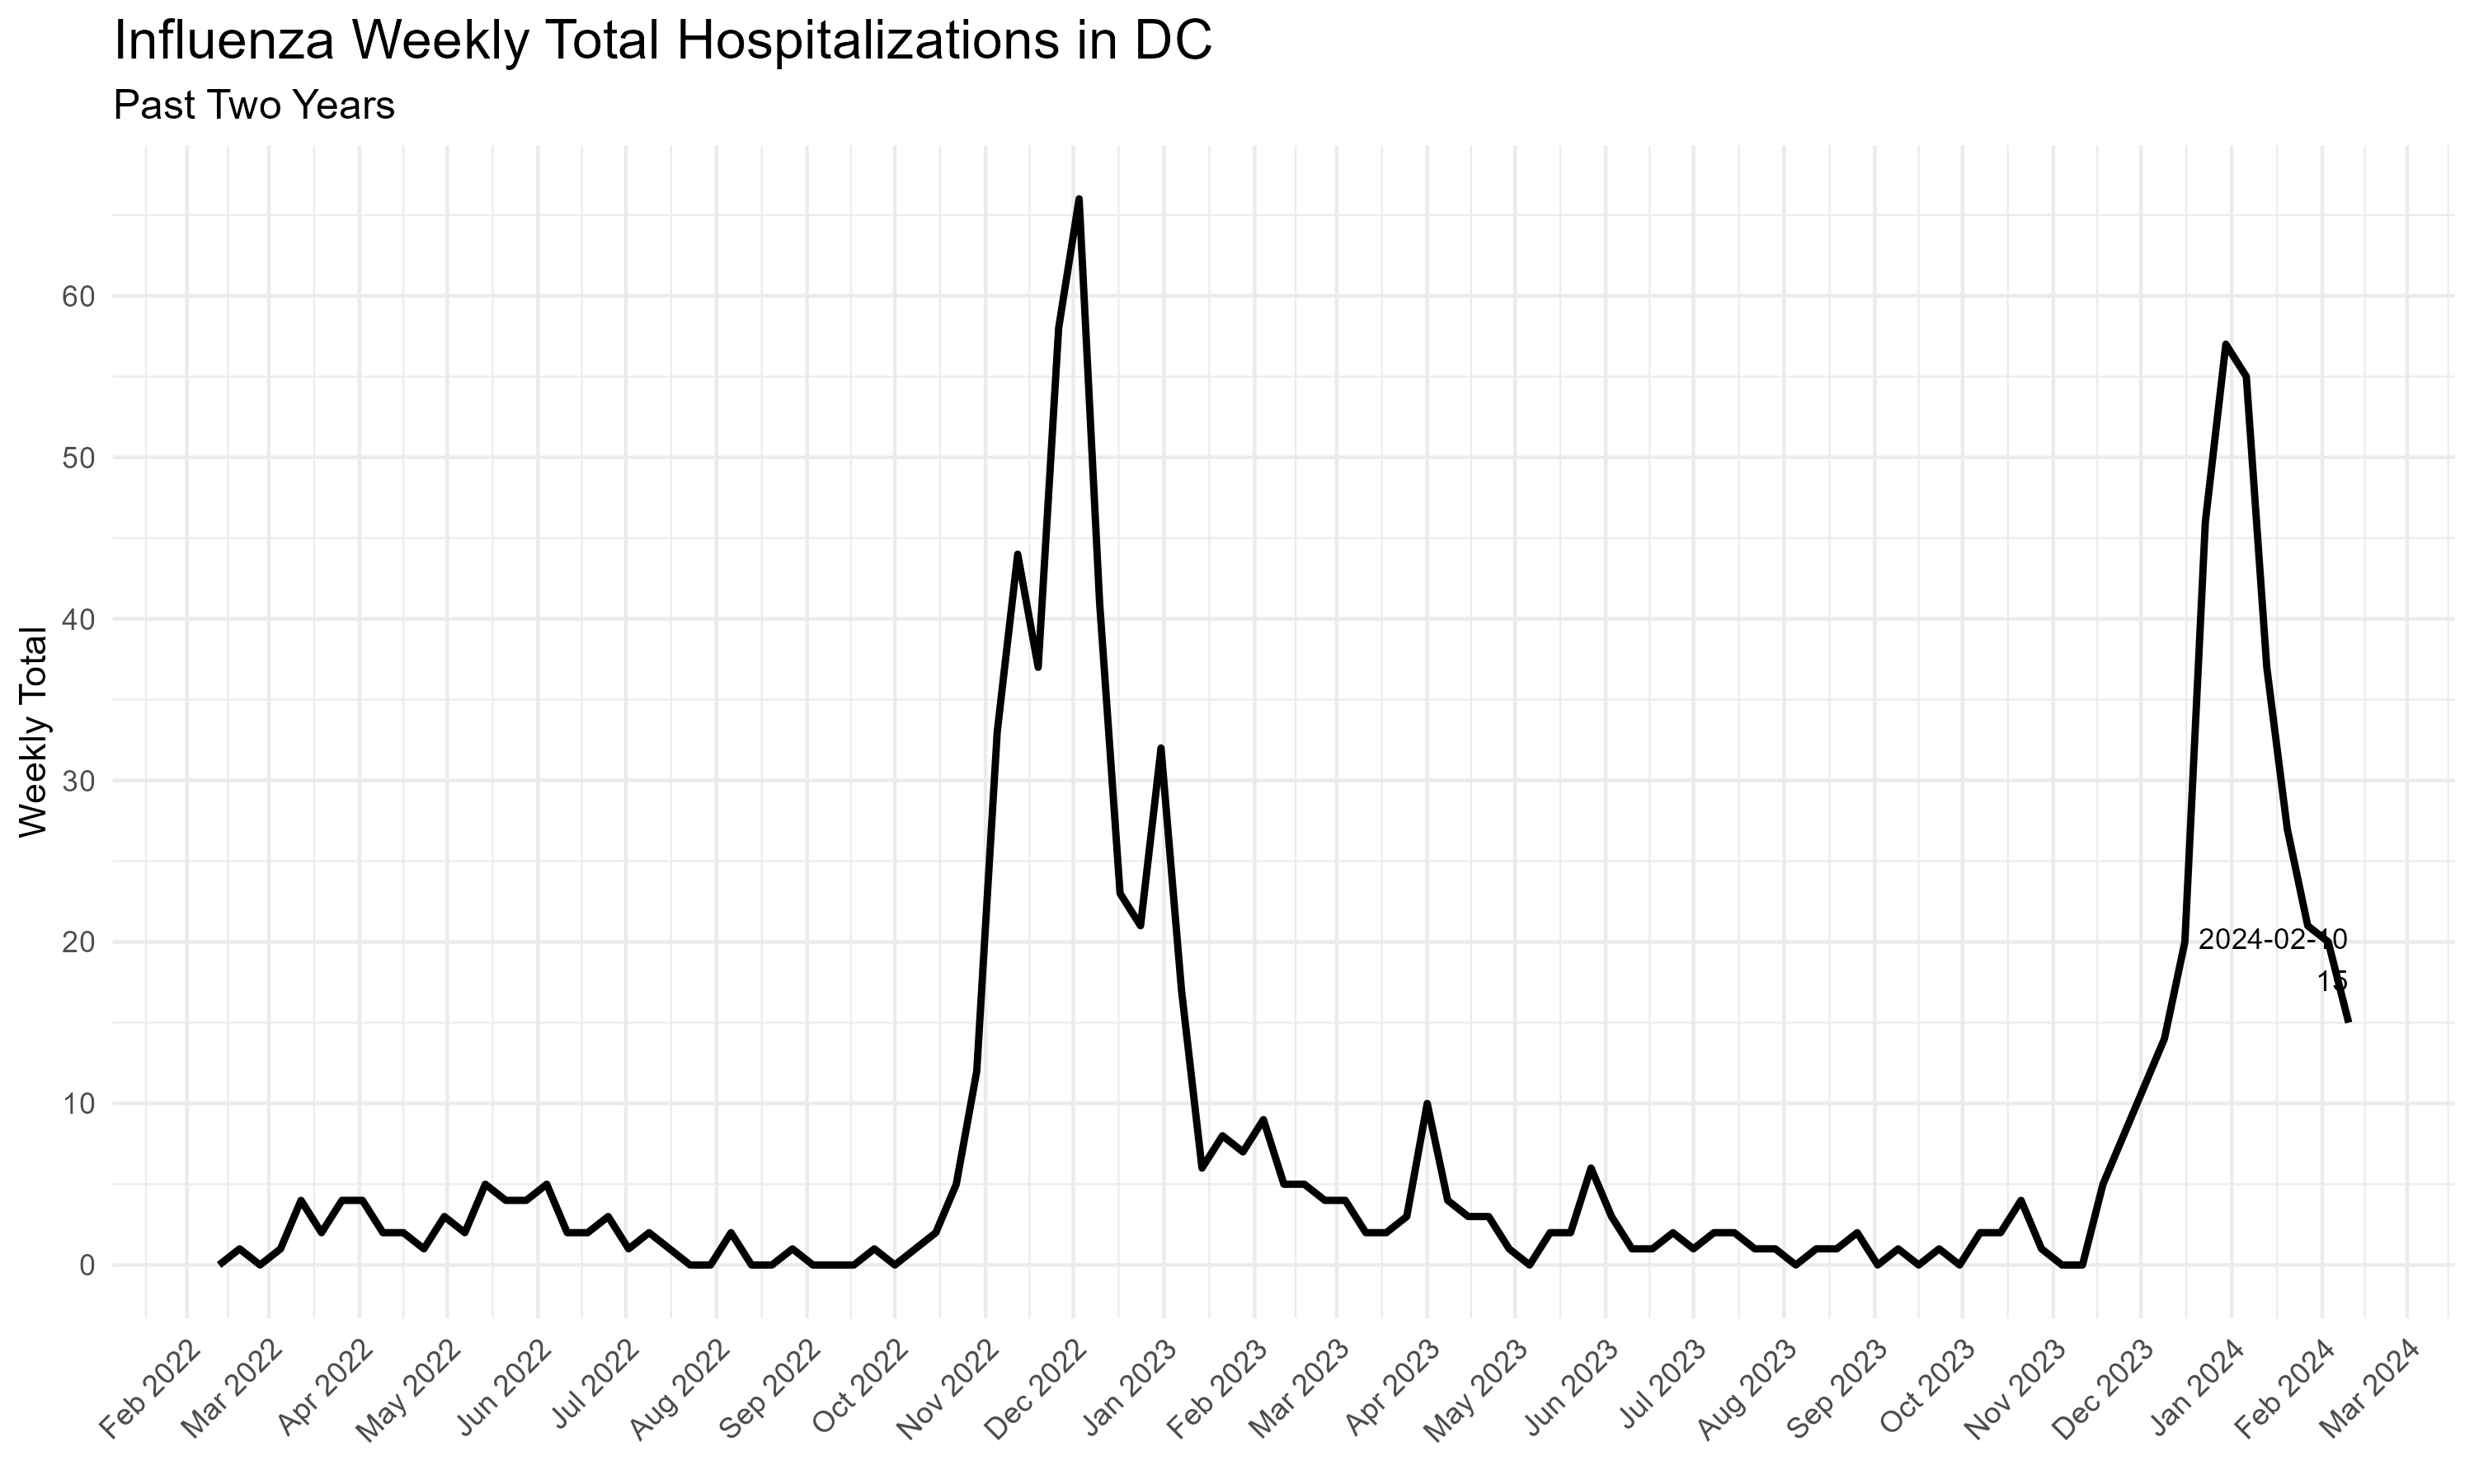 Influenza Weekly Total Hospitalizations in DC
Past Two Years
Weekly Total
60
50
40
30
20
10
0
2024-02-10
15
Feb 2022
Mar 2022
Apr 2022
May 2022
Jun 2022
Jul 2022
Aug 2022
Sep 2022
Oct 2022
Nov 2022
Dec 2022
Jan 2023
Feb 2023
Mar 2023
Apr 2023
May 2023
Jun 2023
Jul 2023
Aug 2023
Sep 2023
Oct 2023
Nov 2023
Dec 2023
Jan 2024
Feb 2024
Mar 2024